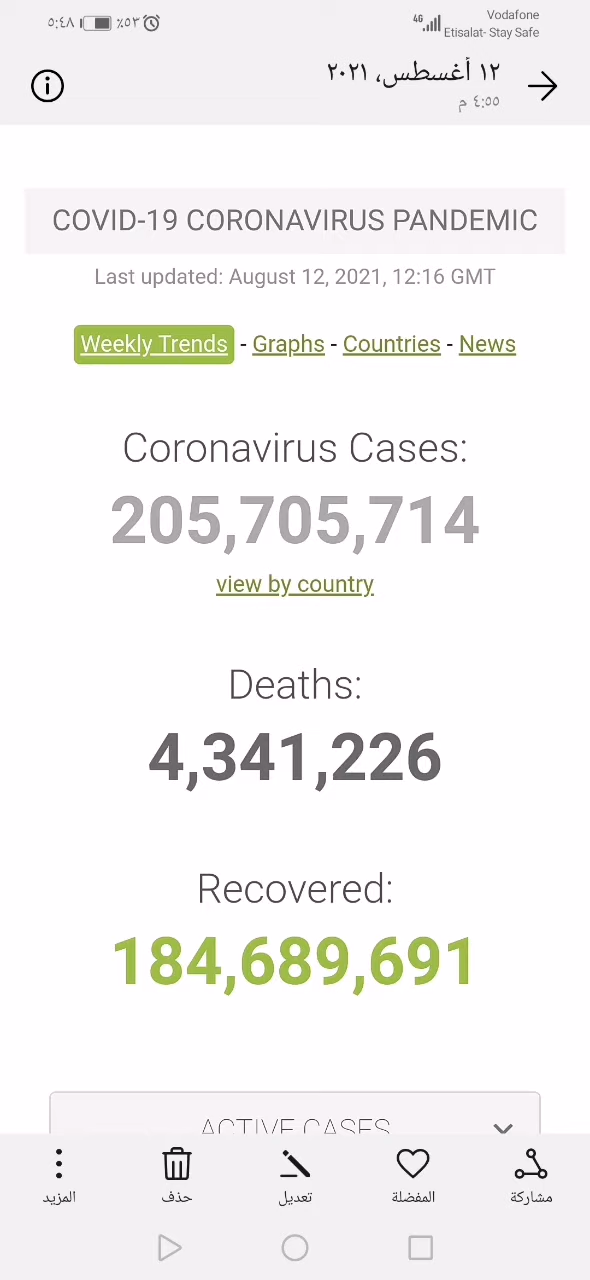 ٥:٤٨ ٪٥٣ 4G Vodafone
Etisalat- Stay Safe
١٢ أغسطس، ٢٠٢١
٤:٥٥ م
COVID-19 CORONAVIRUS PANDEMIC
Last updated: August 12, 2021, 12:16 GMT
Weekly Trends - Graphs - Countries - News
Coronavirus Cases:
205,705,714
view by country
Deaths:
4,341,226
Recovered:
184,689,691
ACTIVE CASES
مشاركة المفضلة تعديل حذف المزيد